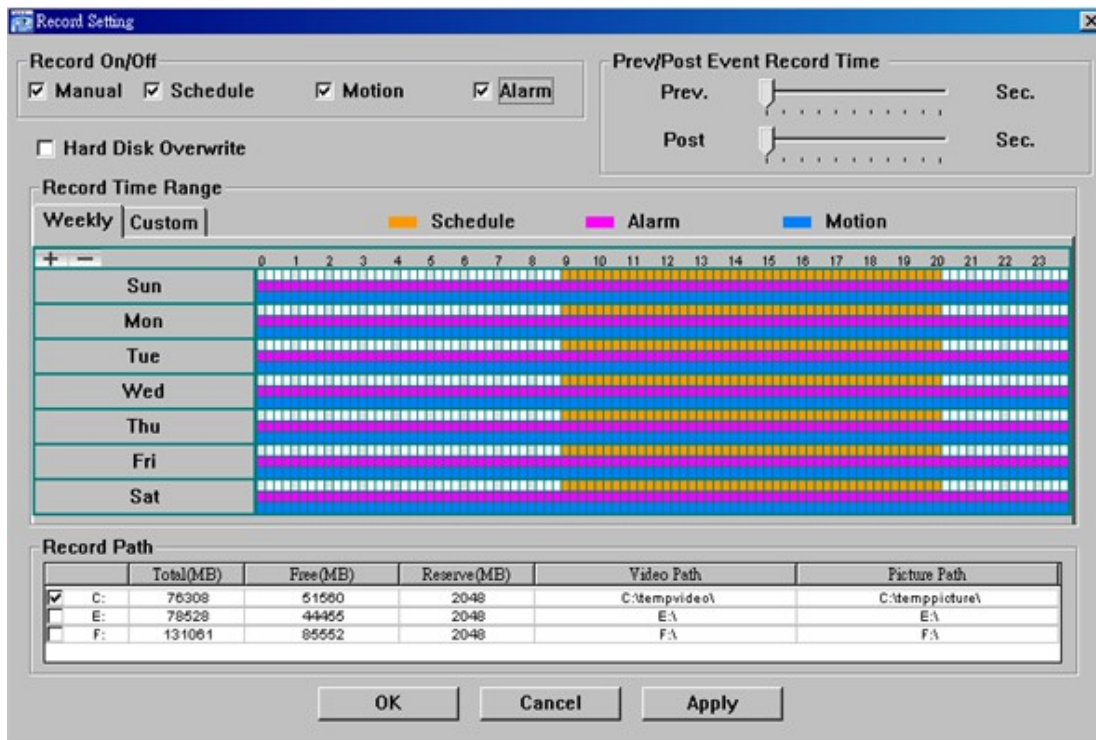 Record Setting
Record On/Off
Manual Schedule Motion Alarm
Prev/Post Event Record Time
Prev. Sec.
Post Sec.
Hard Disk Overwrite
Record Time Range
Weekly Custom Schedule Alarm Motion
+ − 0 1 2 3 4 5 6 7 8 9 10 11 12 13 14 15 16 17 18 19 20 21 22 23
Sun
Mon
Tue
Wed
Thu
Fri
Sat
Record Path
Total(MB) Free(MB) Reserve(MB) Video Path Picture Path
C: 76308 51560 2048 C:\tempvideo\ C:\temppicture\
E: 78528 44455 2048 E:\ E:\
F: 131061 85552 2048 F:\ F:\
OK Cancel Apply